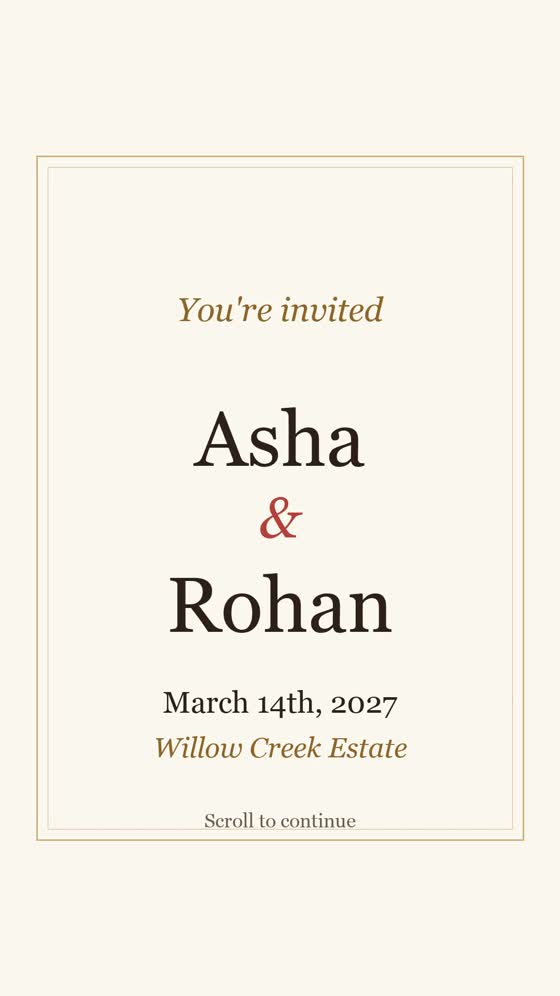 You're invited
Asha
&
Rohan
March 14th, 2027
Willow Creek Estate
Scroll to continue